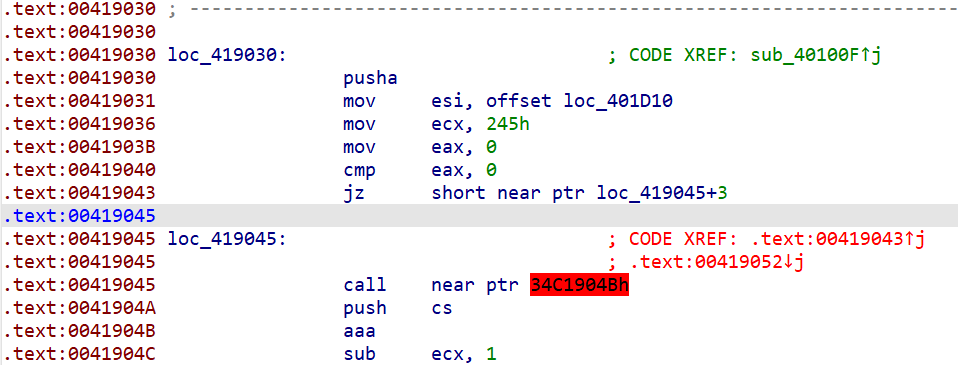 .text:00419030 ; ----------------------------------------------------------------------
.text:00419030
.text:00419030 loc_419030: ; CODE XREF: sub_40100F↑j
.text:00419030 pusha
.text:00419031 mov esi, offset loc_401D10
.text:00419036 mov ecx, 245h
.text:0041903B mov eax, 0
.text:00419040 cmp eax, 0
.text:00419043 jz short near ptr loc_419045+3
.text:00419045
.text:00419045 loc_419045: ; CODE XREF: .text:00419043↑j
.text:00419045 ; .text:00419052↓j
.text:00419045 call near ptr 34C1904Bh
.text:0041904A push cs
.text:0041904B aaa
.text:0041904C sub ecx, 1